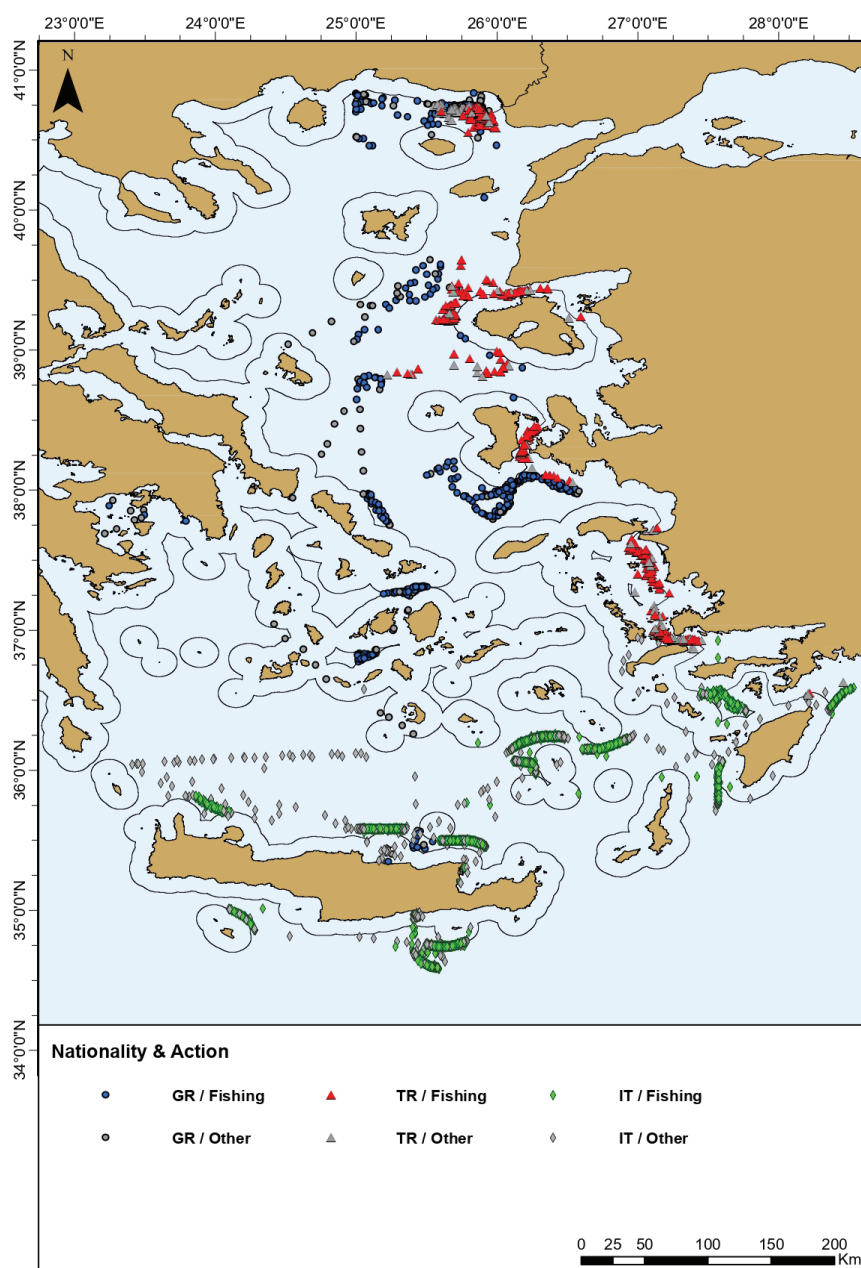 23°0'0"E 24°0'0"E 25°0'0"E 26°0'0"E 27°0'0"E 28°0'0"E
N
41°0'0"N
40°0'0"N
39°0'0"N
38°0'0"N
37°0'0"N
36°0'0"N
35°0'0"N
34°0'0"N
Nationality & Action
GR / Fishing TR / Fishing IT / Fishing
GR / Other TR / Other IT / Other
0 25 50 100 150 200
Km